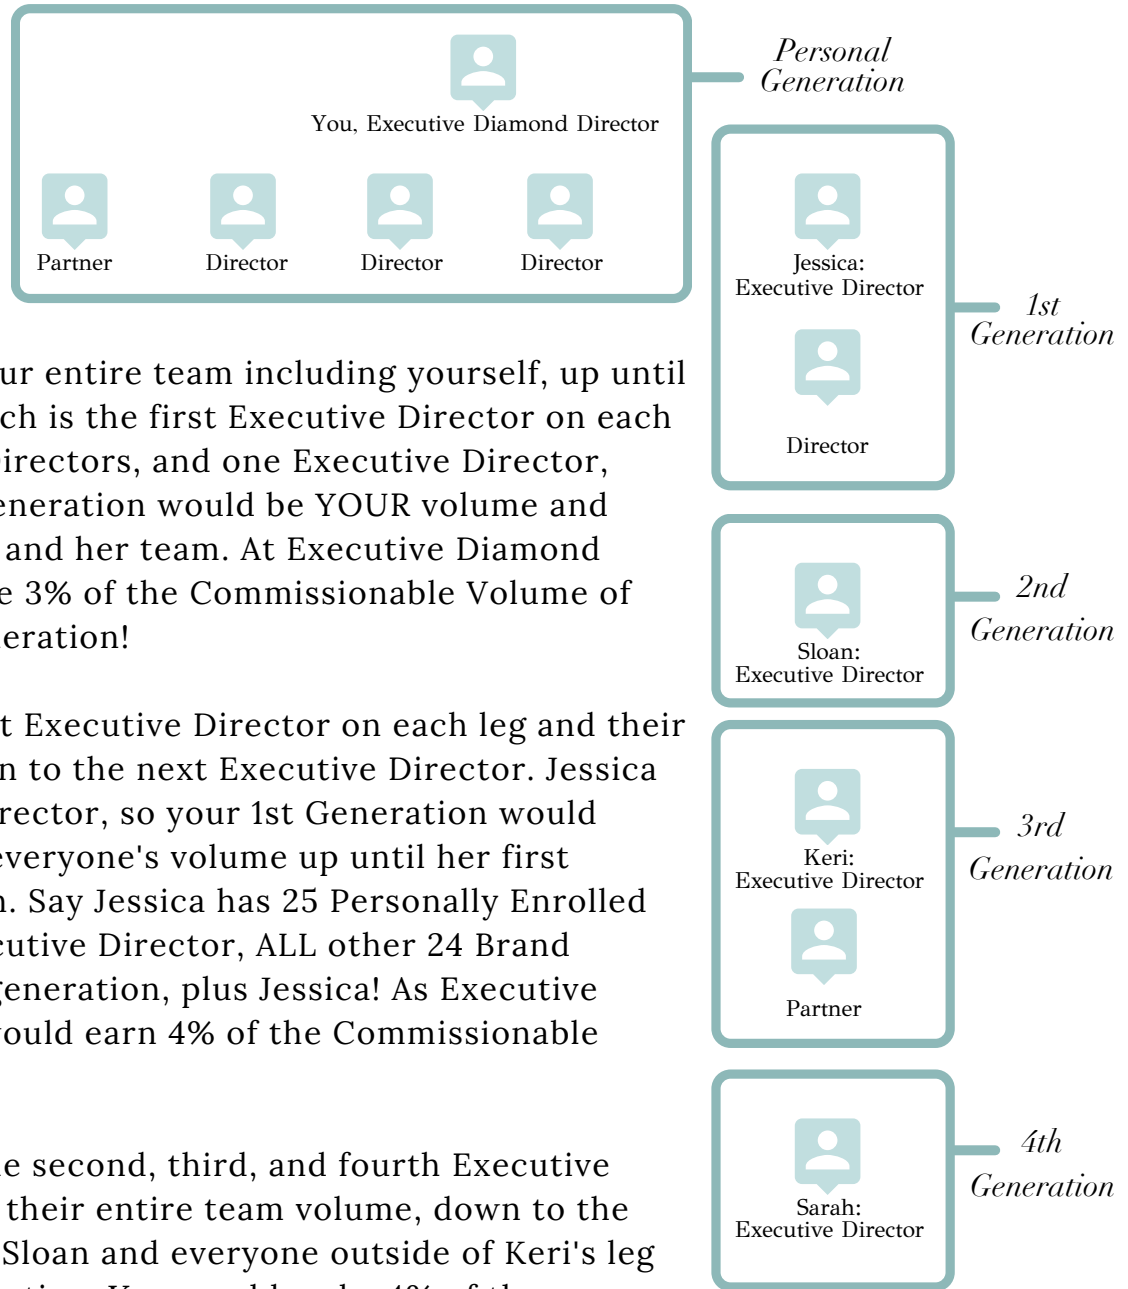 Personal
Generation
You, Executive Diamond Director
Partner
Director
Director
Director
Jessica:
Executive Director
Director
1st
Generation
Sloan:
Executive Director
2nd
Generation
Keri:
Executive Director
Partner
3rd
Generation
Sarah:
Executive Director
4th
Generation
ur entire team including yourself, up until
ch is the first Executive Director on each
Directors, and one Executive Director,
eneration would be YOUR volume and
and her team. At Executive Diamond
e 3% of the Commissionable Volume of
neration!
t Executive Director on each leg and their
n to the next Executive Director. Jessica
irector, so your 1st Generation would
everyone's volume up until her first
n. Say Jessica has 25 Personally Enrolled
cutive Director, ALL other 24 Brand
generation, plus Jessica! As Executive
would earn 4% of the Commissionable
e second, third, and fourth Executive
their entire team volume, down to the
Sloan and everyone outside of Keri's leg